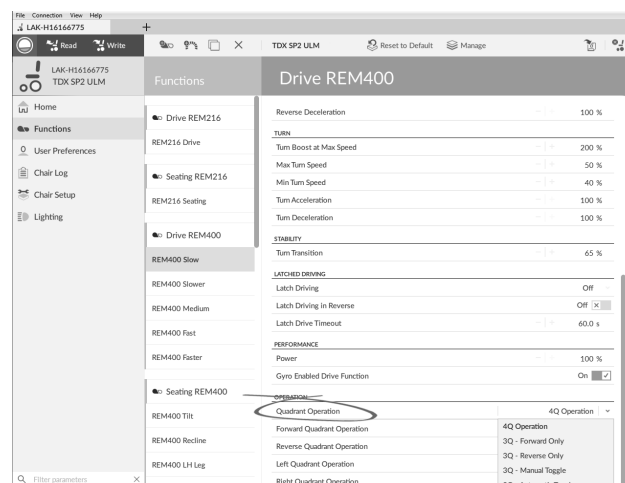 File Connection View Help
LAK-H16166775 +
Read Write TDX SP2 ULM Reset to Default Manage
LAK-H16166775
TDX SP2 ULM
Functions
Drive REM400
Home
Functions
User Preferences
Chair Log
Chair Setup
Lighting
Filter parameters
Drive REM216
REM216 Drive
Seating REM216
REM216 Seating
Drive REM400
REM400 Slow
REM400 Slower
REM400 Medium
REM400 Fast
REM400 Faster
Seating REM400
REM400 Tilt
REM400 Recline
REM400 LH Leg
Reverse Deceleration 100 %
TURN
Turn Boost at Max Speed 200 %
Max Turn Speed 50 %
Min Turn Speed 40 %
Turn Acceleration 100 %
Turn Deceleration 100 %
STABILITY
Turn Transition 65 %
LATCHED DRIVING
Latch Driving Off
Latch Driving in Reverse Off
Latch Drive Timeout 60.0 s
PERFORMANCE
Power 100 %
Gyro Enabled Drive Function On
OPERATION
Quadrant Operation 4Q Operation
Forward Quadrant Operation 4Q Operation
3Q - Forward Only
Reverse Quadrant Operation
3Q - Reverse Only
Left Quadrant Operation
3Q - Manual Toggle
Right Quadrant Operation